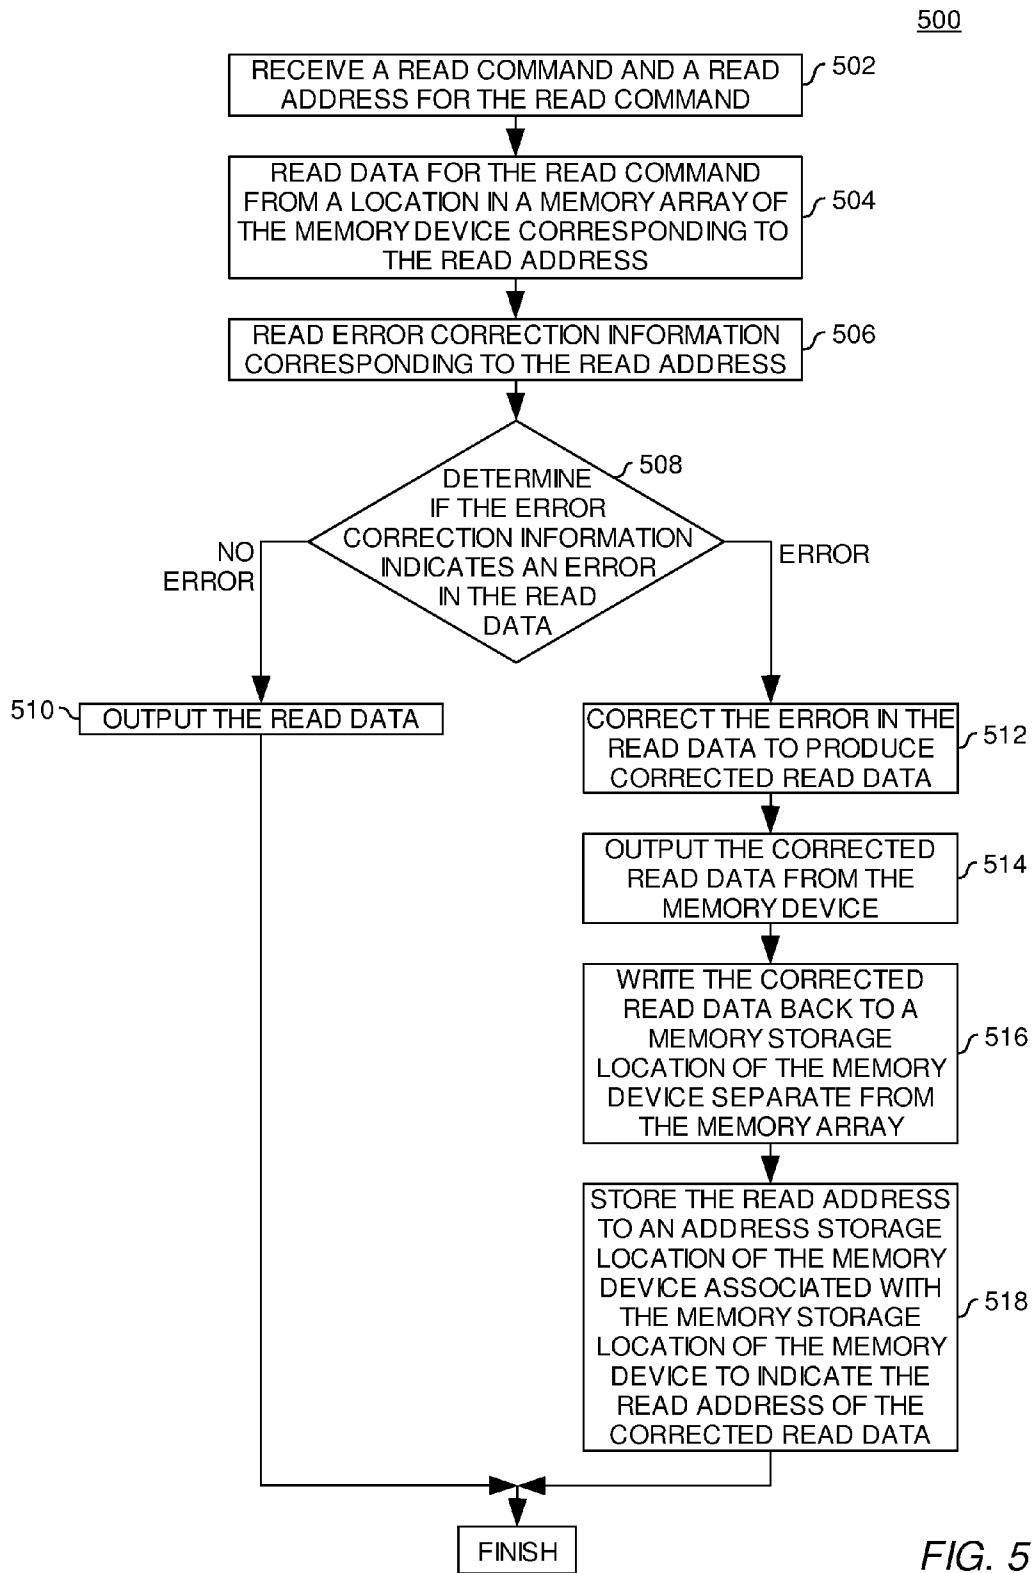 500
RECEIVE A READ COMMAND AND A READ
ADDRESS FOR THE READ COMMAND
502
READ DATA FOR THE READ COMMAND
FROM A LOCATION IN A MEMORY ARRAY OF
THE MEMORY DEVICE CORRESPONDING TO
THE READ ADDRESS
504
READ ERROR CORRECTION INFORMATION
CORRESPONDING TO THE READ ADDRESS
506
DETERMINE
IF THE ERROR
CORRECTION INFORMATION
INDICATES AN ERROR
IN THE READ
DATA
508
NO
ERROR
ERROR
510
OUTPUT THE READ DATA
CORRECT THE ERROR IN THE
READ DATA TO PRODUCE
CORRECTED READ DATA
512
OUTPUT THE CORRECTED
READ DATA FROM THE
MEMORY DEVICE
514
WRITE THE CORRECTED
READ DATA BACK TO A
MEMORY STORAGE
LOCATION OF THE MEMORY
DEVICE SEPARATE FROM
THE MEMORY ARRAY
516
STORE THE READ ADDRESS
TO AN ADDRESS STORAGE
LOCATION OF THE MEMORY
DEVICE ASSOCIATED WITH
THE MEMORY STORAGE
LOCATION OF THE MEMORY
DEVICE TO INDICATE THE
READ ADDRESS OF THE
CORRECTED READ DATA
518
FINISH
FIG. 5